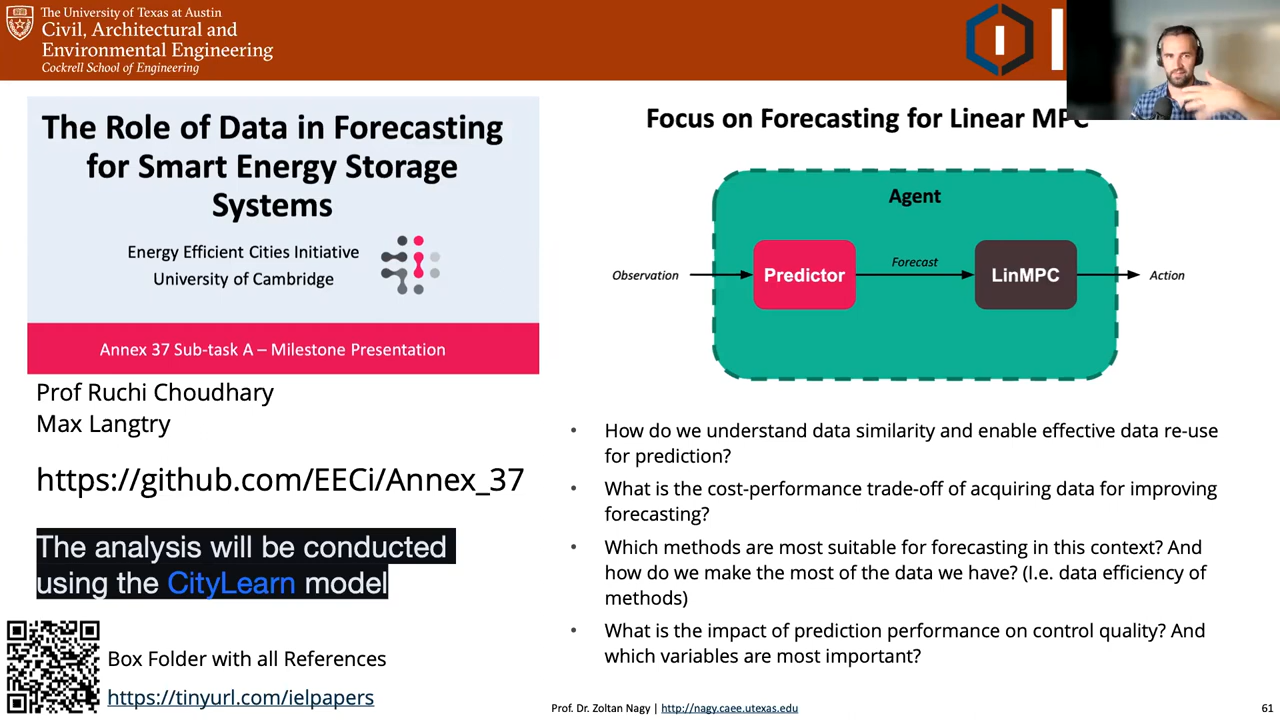 The University of Texas at Austin
Civil, Architectural and
Environmental Engineering
Cockrell School of Engineering
The Role of Data in Forecasting
for Smart Energy Storage
Systems
Energy Efficient Cities Initiative
University of Cambridge
Annex 37 Sub-task A – Milestone Presentation
Prof Ruchi Choudhary
Max Langtry
https://github.com/EECi/Annex_37
The analysis will be conducted
using the CityLearn model
Box Folder with all References
https://tinyurl.com/ielpapers
Focus on Forecasting for Linear MPC
Agent
Observation
Predictor
Forecast
LinMPC
Action
• How do we understand data similarity and enable effective data re-use
for prediction?
• What is the cost-performance trade-off of acquiring data for improving
forecasting?
• Which methods are most suitable for forecasting in this context? And
how do we make the most of the data we have? (I.e. data efficiency of
methods)
• What is the impact of prediction performance on control quality? And
which variables are most important?
Prof. Dr. Zoltan Nagy | http://nagy.caee.utexas.edu
61